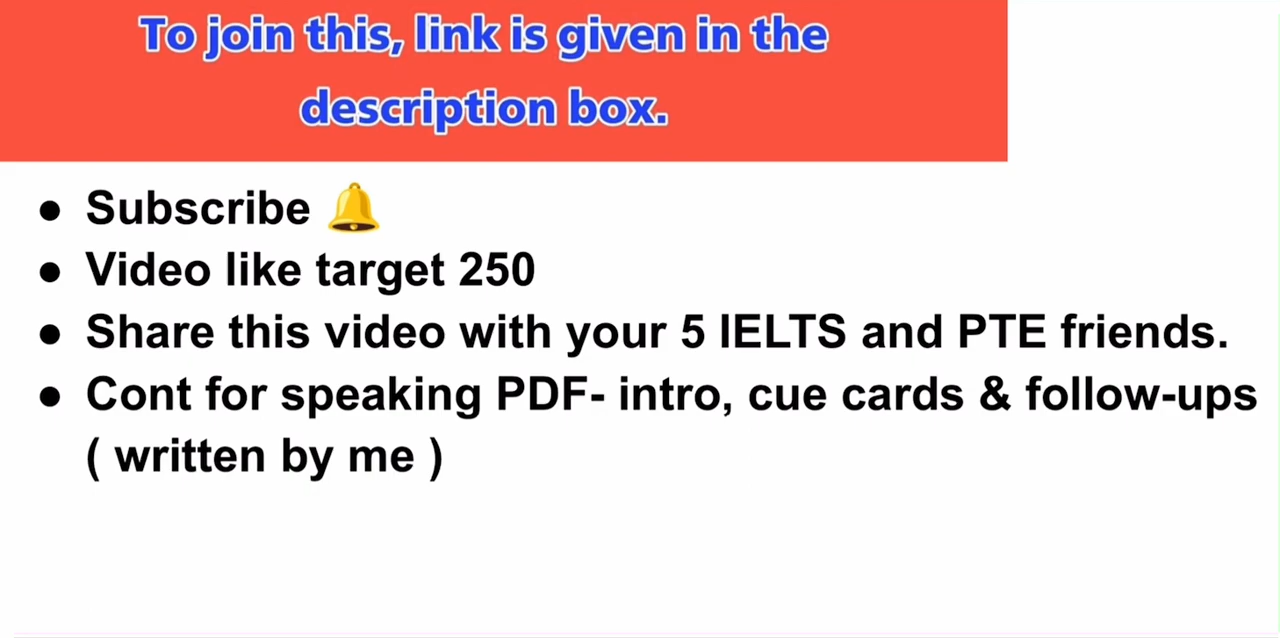 To join this, link is given in the
description box.
● Subscribe 🔔
● Video like target 250
● Share this video with your 5 IELTS and PTE friends.
● Cont for speaking PDF- intro, cue cards & follow-ups
( written by me )